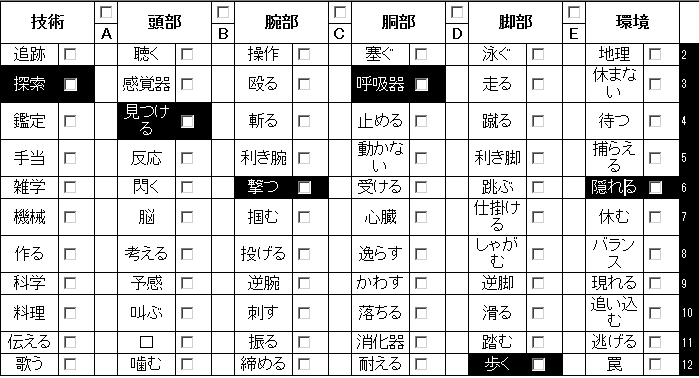 技術 A 頭部 B 腕部 C 胴部 D 脚部 E 環境
追跡 聴く 操作 塞ぐ 泳ぐ 地理 2
探索 感覚器 殴る 呼吸器 走る 休まない 3
鑑定 見つける 斬る 止める 蹴る 待つ 4
手当 反応 利き腕 動かない 利き脚 捕らえる 5
雑学 閃く 撃つ 受ける 跳ぶ 隠れる 6
機械 脳 掴む 心臓 仕掛ける 休む 7
作る 考える 投げる 逸らす しゃがむ バランス 8
科学 予感 逆腕 かわす 逆脚 現れる 9
料理 叫ぶ 刺す 落ちる 滑る 追い込む 10
伝える 口 振る 消化器 踏む 逃げる 11
歌う 噛む 締める 耐える 歩く 罠 12